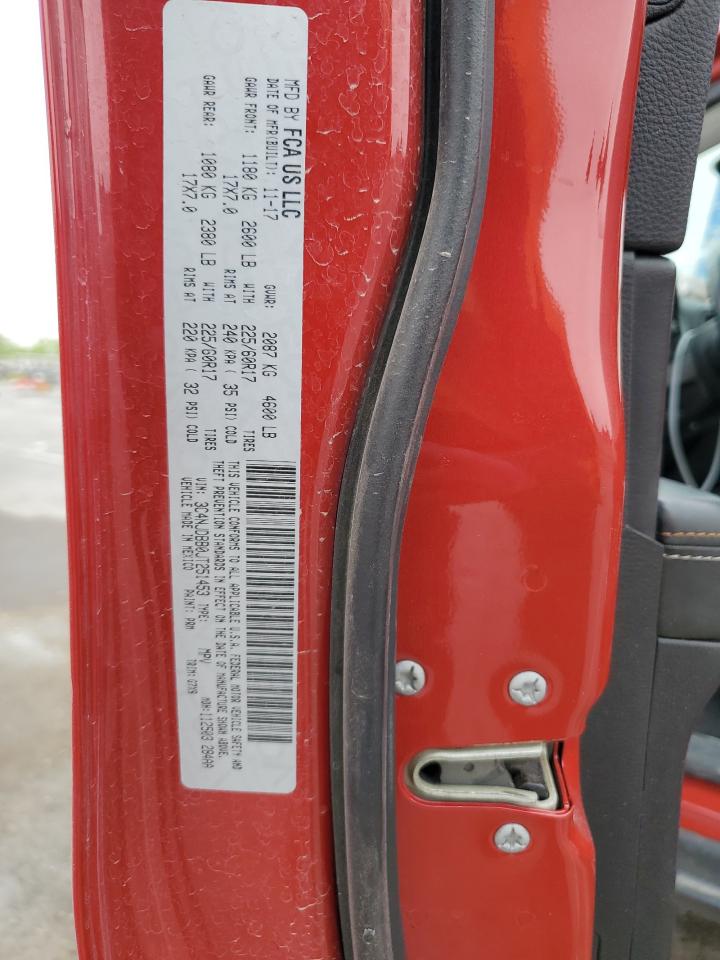 MFD BY FCA US LLC
DATE OF MFR(BUILT): 11-17 GVWR: 2087 KG 4600 LB
GAWR FRONT: 1180 KG 2600 LB WITH 225/60R17 TIRES
17X7.0 RIMS AT 240 KPA( 35 PSI) COLD
GAWR REAR: 1080 KG 2380 LB WITH 225/60R17 TIRES
17X7.0 RIMS AT 220 KPA( 32 PSI) COLD
THIS VEHICLE CONFORMS TO ALL APPLICABLE U.S.A. FEDERAL MOTOR VEHICLE SAFETY AND
THEFT PREVENTION STANDARDS IN EFFECT ON THE DATE OF MANUFACTURE SHOWN ABOVE.
VIN: 3C4NJDBB0JT251453 TYPE: MPV MDH:112503 284AA
VEHICLE MADE IN MEXICO PAINT: PRM TRIM: